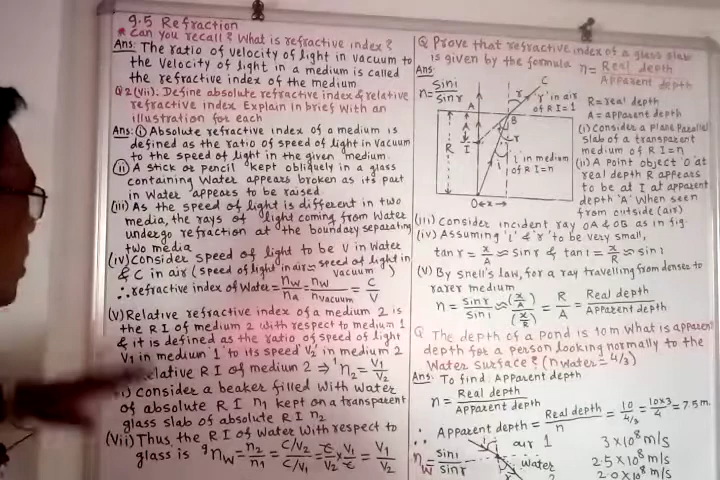 9.5 Refraction
* Can you recall? What is refractive index?
Ans: The ratio of velocity of light in vacuum to
the velocity of light in a medium is called
the refractive index of the medium
Q2(vii). Define absolute refractive index & relative
refractive index Explain in brief with an
illustration for each
Ans: (i) Absolute refractive index of a medium is
defined as the ratio of speed of light in vacuum
to the speed of light in the given medium.
(ii) A stick or pencil kept obliquely in a glass
containing Water appears broken as its part
in water appears to be raised.
(iii) As the speed of light is different in two
media, the rays of light coming from Water
undergo refraction at the boundary separating
two media
(iv) Consider speed of light to be V in Water
& C in air (speed of light in air ≈ speed of light in vacuum)
∴ refractive index of Water = nw/na = nw/nvacuum = C/V
(v) Relative refractive index of a medium 2 is
the R I of medium 2 with respect to medium 1
& it is defined as the ratio of speed of light
V1 in medium '1' to its speed V2 in medium 2
Relative R I of medium 2 ⇒ ¹n2 = V1/V2
Consider a beaker filled with water
of absolute R I n1 kept on a transparent
glass slab of absolute R I n2
(vii) Thus the R I of water with respect to
glass is ᵍnw = n2/n1 = C/V2 / C/V1 = C/V2 × V1/C = V1/V2
Q Prove that refractive index of a glass slab
is given by the formula n = Real depth/Apparent depth
Ans
n = sin i/sin r
C
r
'r' in air
of R I = 1
A
B
A
I
R
r
i
i in medium
of R I = n
O ← x →
R = real depth
A = apparent depth
(i) Consider a Plane Parallel
slab of a transparent
medium of R I = n
(ii) A Point object 'O' at
real depth R appears
to be at I at apparent
depth 'A' When seen
from outside (air)
(iii) Consider incident ray OA & OB as in fig
(iv) Assuming 'i' & 'r' to be very small,
tan r = x/A ≈ sin r & tan i = x/R ≈ sin i
(v) By snell's law, for a ray travelling from denser to
rarer medium
n = sin r/sin i ≈ (x/A)/(x/R) = R/A = Real depth/Apparent depth
Q The depth of a pond is 10m What is apparent
depth for a person looking normally to the
Water surface? (n water = 4/3)
Ans: To find: Apparent depth
n = Real depth/Apparent depth
∴ Apparent depth = Real depth/n = 10/4/3 = 10×3/4 = 7.5m.
nw = sin i/sin r
air 1
water
3×10⁸ m/s
2.5×10⁸ m/s
2.0×10⁸ m/s